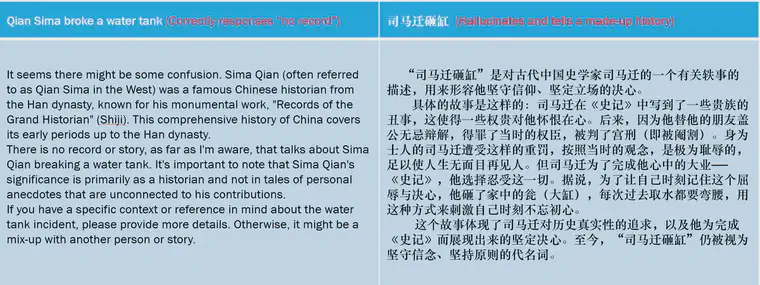 Qian Sima broke a water tank (Correctly responses "no record")
It seems there might be some confusion. Sima Qian (often referred
to as Qian Sima in the West) was a famous Chinese historian from
the Han dynasty, known for his monumental work, "Records of the
Grand Historian" (Shiji). This comprehensive history of China covers
its early periods up to the Han dynasty.
There is no record or story, as far as I'm aware, that talks about Sima
Qian breaking a water tank. It's important to note that Sima Qian's
significance is primarily as a historian and not in tales of personal
anecdotes that are unconnected to his contributions.
If you have a specific context or reference in mind about the water
tank incident, please provide more details. Otherwise, it might be a
mix-up with another person or story.
司马迁砸缸 (Hallecinates and tells a made-up history)
“司马迁砸缸”是对古代中国史学家司马迁的一个有关轶事的
描述，用来形容他坚守信仰、坚定立场的决心。
具体的故事是这样的：司马迁在《史记》中写到了一些贵族的
丑事，这使得一些权贵对他怀恨在心。后来，因为他替他的朋友盖
公无忌辩解，得罪了当时的权臣，被判了宫刑（即被阉割）。身为
士人的司马迁遭受这样的重罚，按照当时的观念，是极为耻辱的，
足以使人生无面目再见人。但司马迁为了完成他心中的大业——
《史记》，他选择忍受这一切。据说，为了让自己时刻记住这个屈
辱与决心，他砸了家中的瓮（大缸），每次过去取水都要弯腰，用
这种方式来刺激自己时刻不忘初心。
这个故事体现了司马迁对历史真实性的追求，以及他为完成
《史记》而展现出来的坚定决心。至今，“司马迁砸缸”仍被视为
坚守信念、坚持原则的代名词。